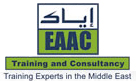 إياك
EAAC
Training and Consultancy
Training Experts in the Middle East